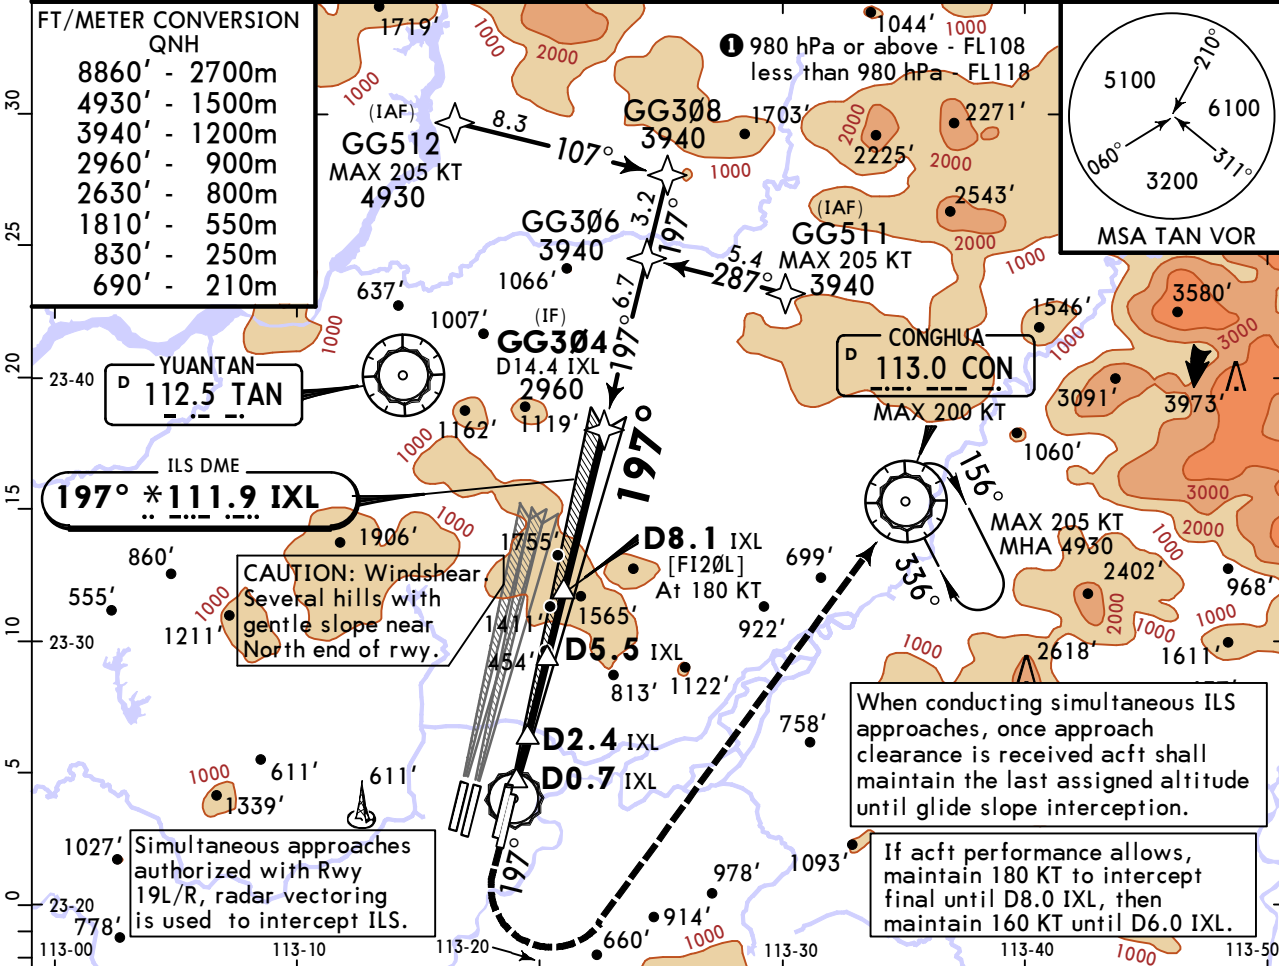 FT/METER CONVERSION
QNH
8860' - 2700m
4930' - 1500m
3940' - 1200m
2960' - 900m
2630' - 800m
1810' - 550m
830' - 250m
690' - 210m
1719'
1000
1000
2000
1044'
1000
❶ 980 hPa or above - FL108
less than 980 hPa - FL118
210°
5100
6100
060°
311°
3200
MSA TAN VOR
30
(IAF)
GG512
MAX 205 KT
4930
8.3
107°
GG3Ø8
3940
1703'
1000
2000
2225'
2271'
2000
2543'
2000
1000
3.2
197°
GG3Ø6
3940
1066'
25
(IAF)
GG511
MAX 205 KT
3940
5.4
287°
637'
1000
1007'
(IF)
GG3Ø4
D14.4 IXL
2960
6.7
197°
1546'
1000
3580'
3000
20
23-40
YUANTAN
D 112.5 TAN
CONGHUA
D 113.0 CON
MAX 200 KT
3091'
3973'
1162'
1119'
1000
197°
1060'
ILS DME
197° *111.9 IXL
15
156°
336°
MAX 205 KT
MHA 4930
3000
2000
1000
1906'
1000
1755'
D8.1 IXL
[FI2ØL]
At 180 KT
699'
2402'
2000
968'
860'
555'
1000
1211'
CAUTION: Windshear.
Several hills with
gentle slope near
North end of rwy.
1411'
1565'
922'
1000
1000
1000
1611'
10
23-30
454'
D5.5 IXL
813'
1122'
2618'
D2.4 IXL
758'
D0.7 IXL
When conducting simultaneous ILS
approaches, once approach
clearance is received acft shall
maintain the last assigned altitude
until glide slope interception.
5
1000
611'
1339'
611'
Simultaneous approaches
authorized with Rwy
19L/R, radar vectoring
is used to intercept ILS.
197°
1027'
1093'
If acft performance allows,
maintain 180 KT to intercept
final until D8.0 IXL, then
maintain 160 KT until D6.0 IXL.
978'
914'
660'
1000
1000
0
23-20
778'
113-00
113-10
113-20
113-30
113-40
113-50